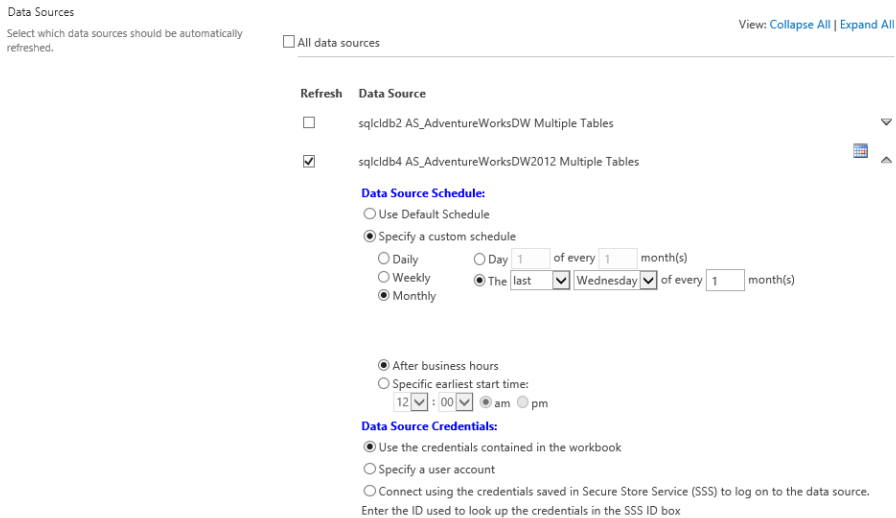 Data Sources
Select which data sources should be automatically
refreshed.
View: Collapse All | Expand All
All data sources
Refresh Data Source
sqlcldb2 AS_AdventureWorksDW Multiple Tables
sqlcldb4 AS_AdventureWorksDW2012 Multiple Tables
Data Source Schedule:
Use Default Schedule
Specify a custom schedule
Daily Day 1 of every 1 month(s)
Weekly The last Wednesday of every 1 month(s)
Monthly
After business hours
Specific earliest start time:
12 : 00 am pm
Data Source Credentials:
Use the credentials contained in the workbook
Specify a user account
Connect using the credentials saved in Secure Store Service (SSS) to log on to the data source.
Enter the ID used to look up the credentials in the SSS ID box